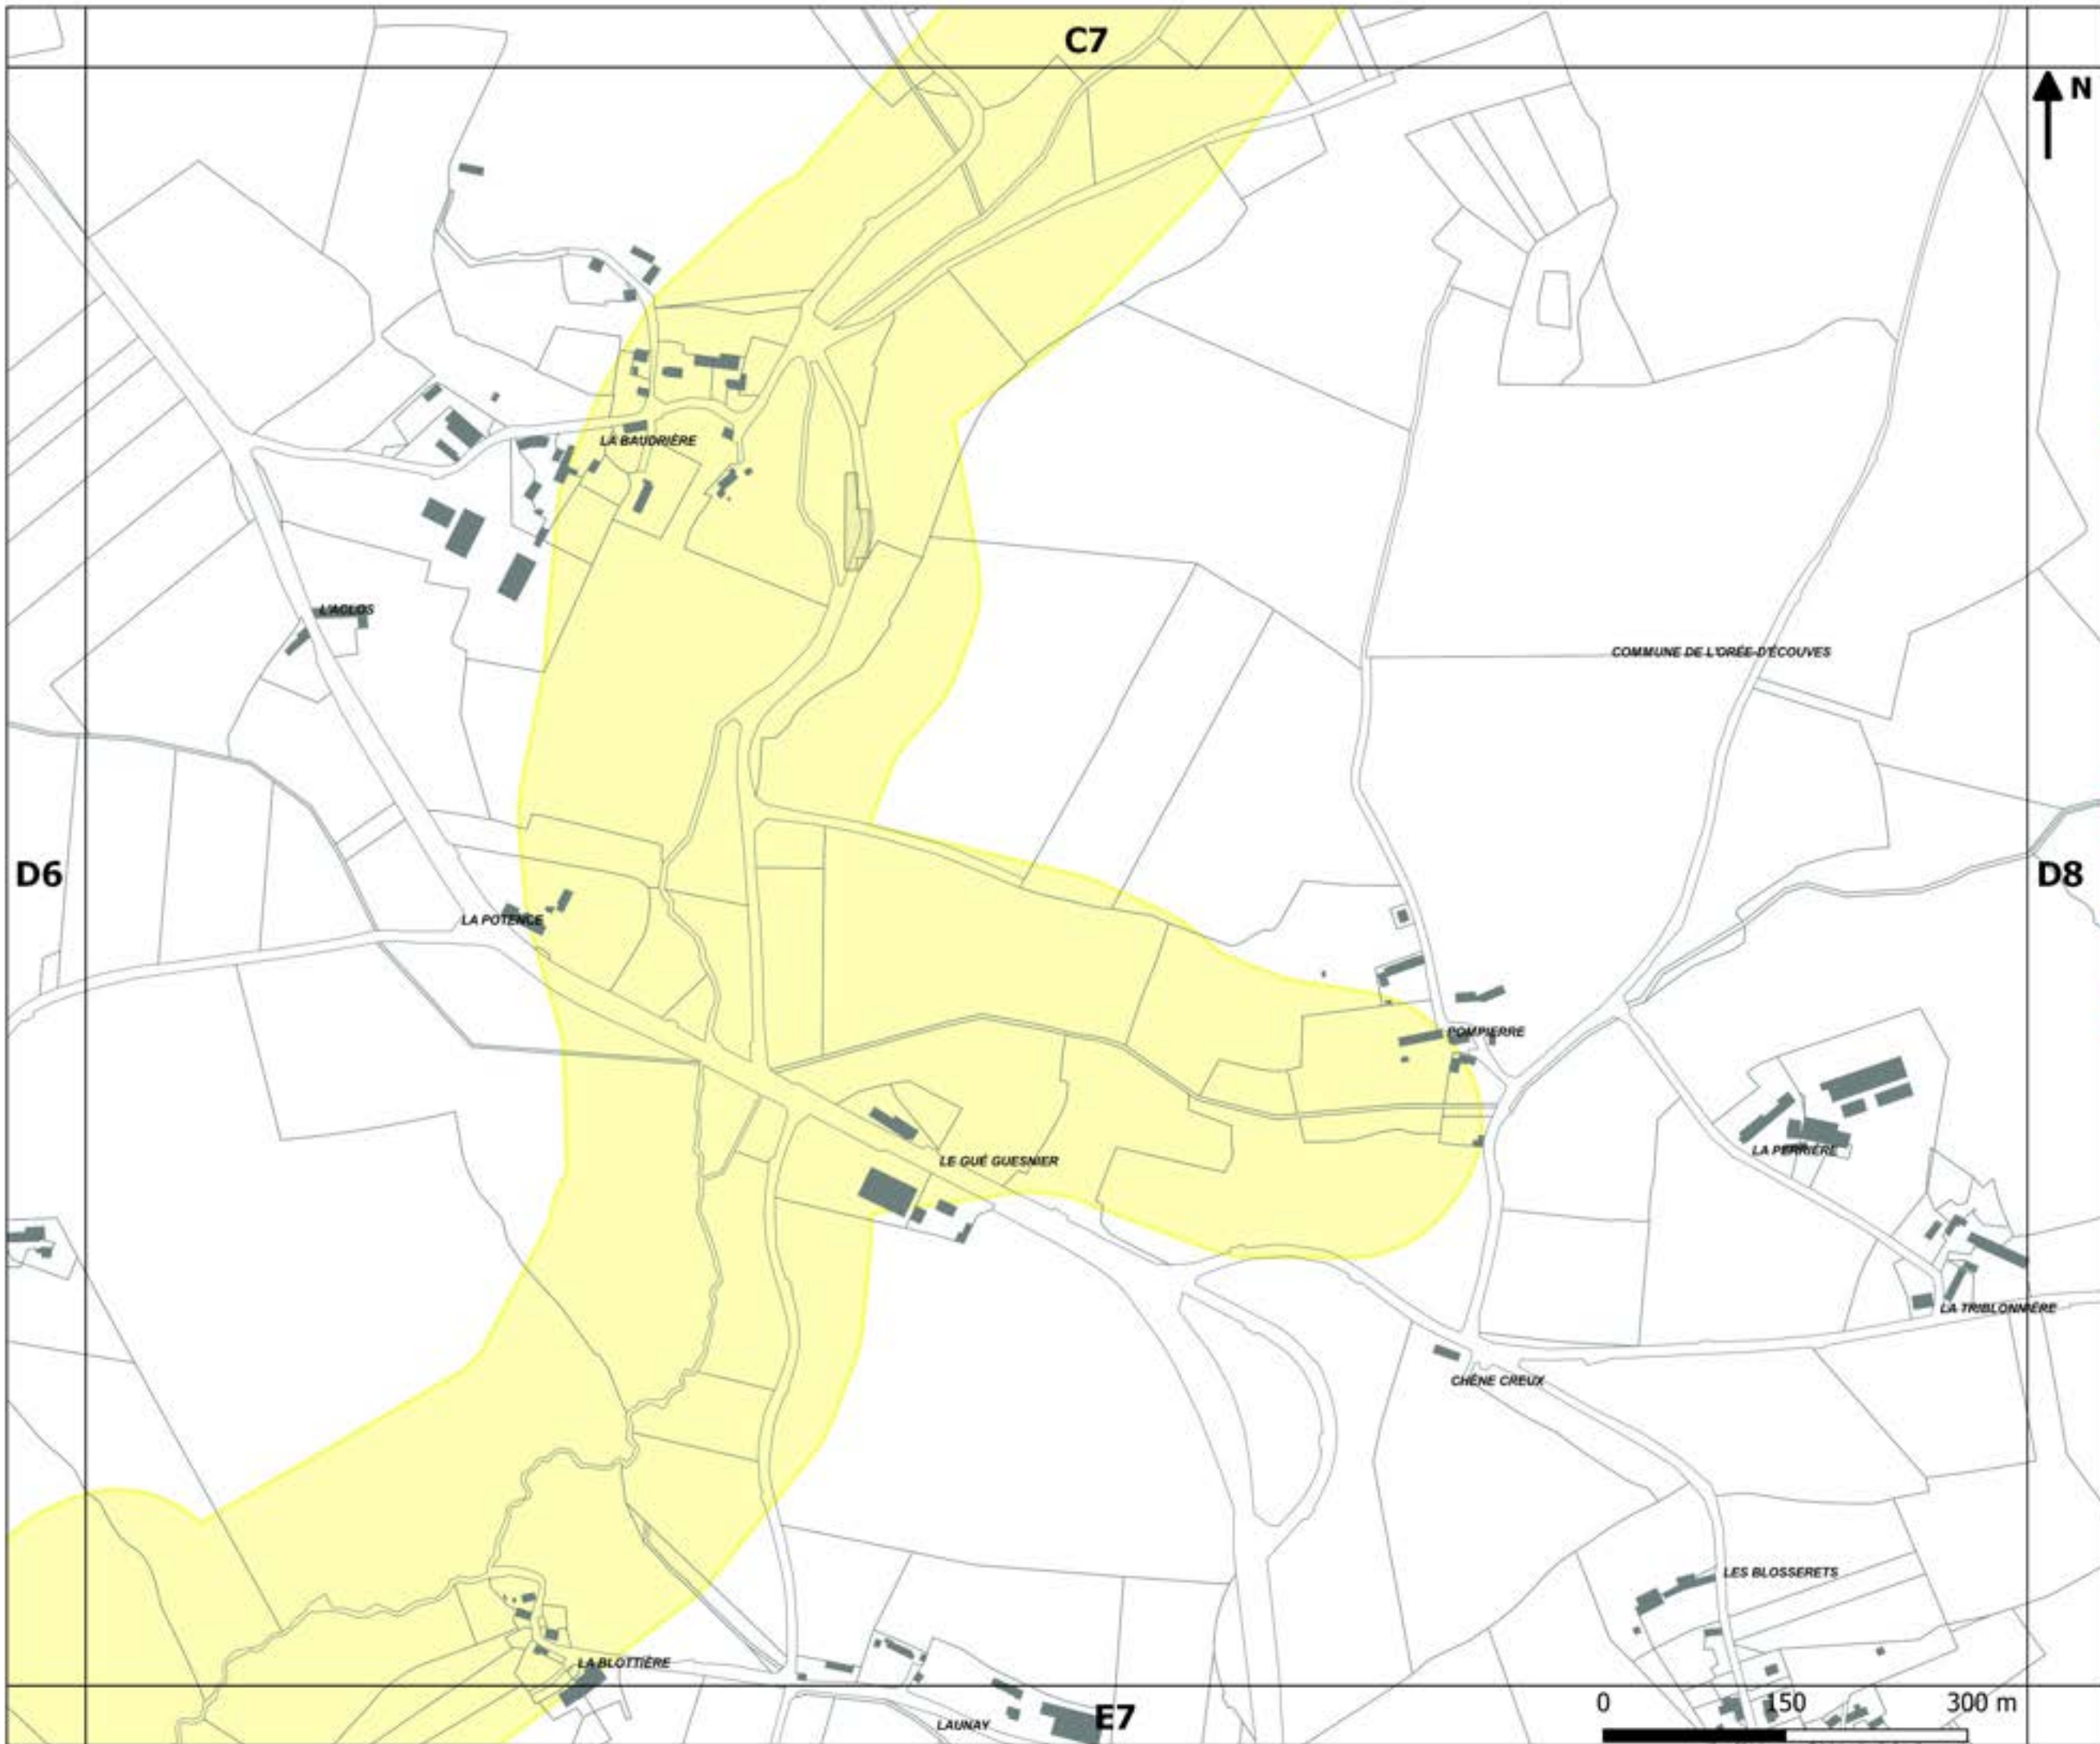 C7
N
LA BAUDRIÈRE
L'ACLOS
COMMUNE DE L'ORÉE-D'ÉCOUVES
D6
D8
LA POTENCE
POMPIERRE
LA PERRIÈRE
LE GUÉ GUESNIER
LA TRIBLONNIÈRE
CHÊNE CREUX
LES BLOSSERETS
LA BLOTTIÈRE
0 150 300 m
E7
LAUNAY